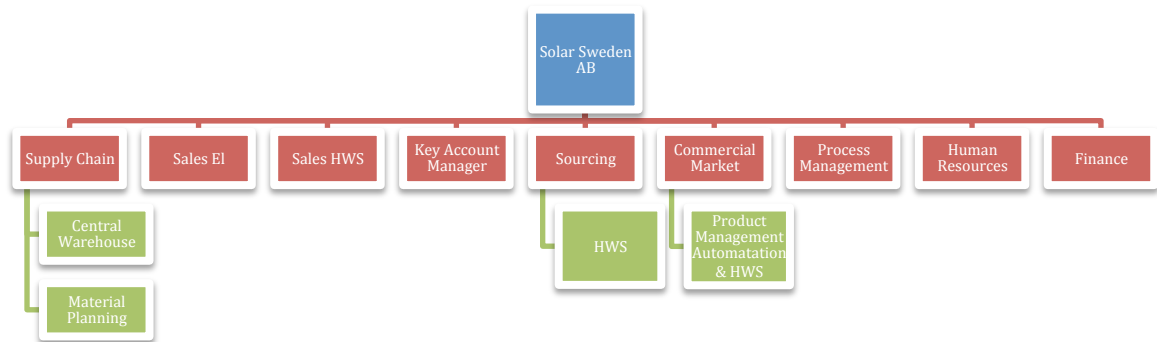 Solar Sweden
AB
Supply Chain
Sales El
Sales HWS
Key Account
Manager
Sourcing
Commercial
Market
Process
Management
Human
Resources
Finance
Central
Warehouse
Material
Planning
HWS
Product
Management
Automatation
& HWS